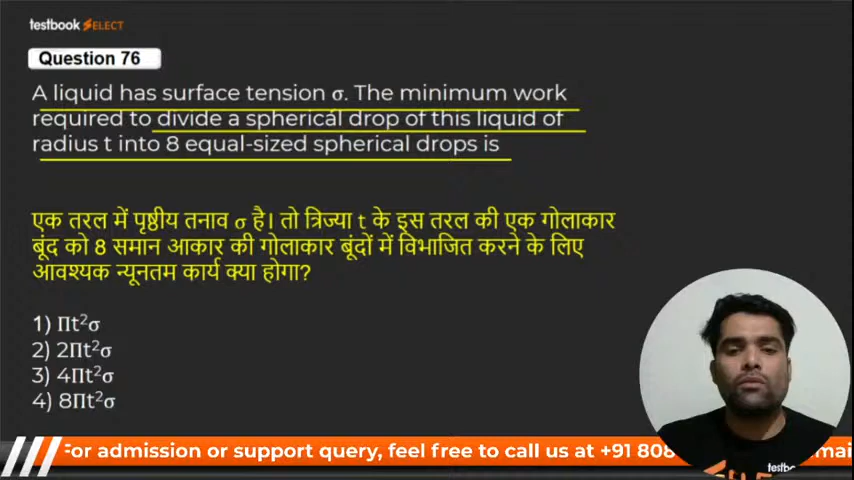 testbook SELECT
Question 76
A liquid has surface tension σ. The minimum work
required to divide a spherical drop of this liquid of
radius t into 8 equal-sized spherical drops is
एक तरल में पृष्ठीय तनाव σ है। तो त्रिज्या t के इस तरल की एक गोलाकार
बूंद को 8 समान आकार की गोलाकार बूंदों में विभाजित करने के लिए
आवश्यक न्यूनतम कार्य क्या होगा?
1) Πt²σ
2) 2Πt²σ
3) 4Πt²σ
4) 8Πt²σ
For admission or support query, feel free to call us at +91 808
mai
testbo